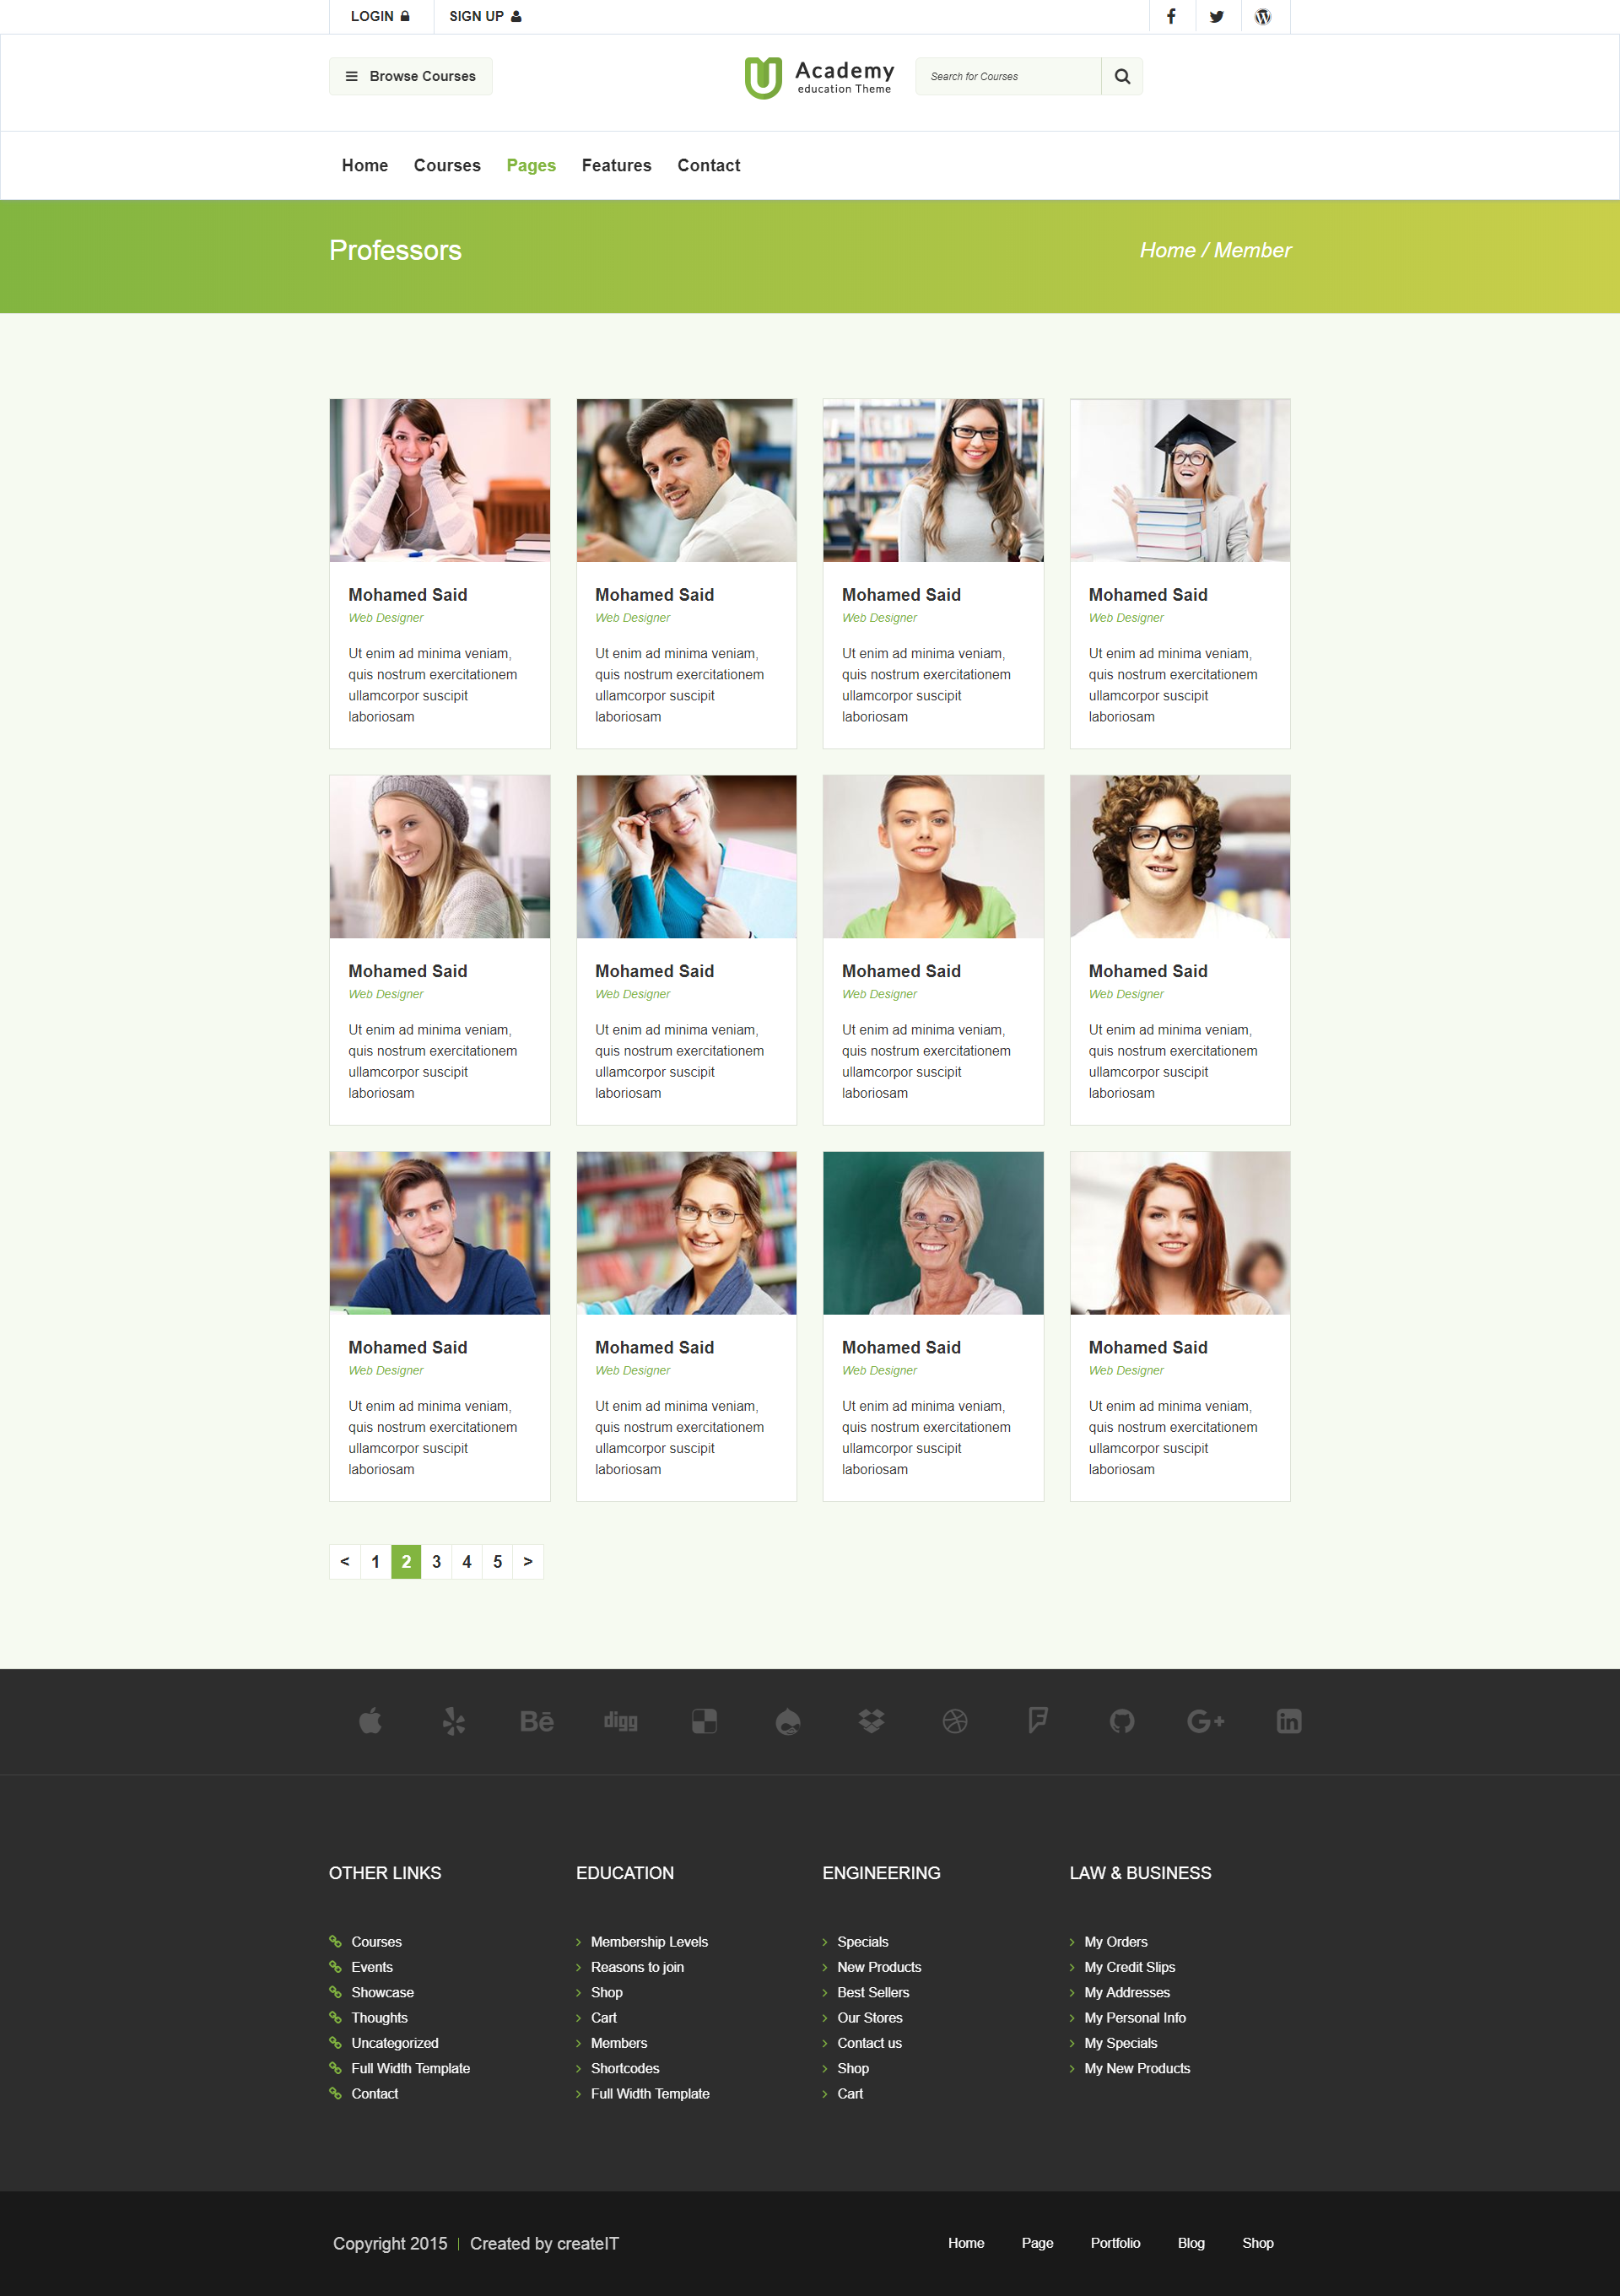 LOGIN
SIGN UP
Browse Courses
Academy
education Theme
Search for Courses
Home Courses Pages Features Contact
Professors
Home / Member
Mohamed Said
Web Designer
Ut enim ad minima veniam,
quis nostrum exercitationem
ullamcorpor suscipit
laboriosam
Mohamed Said
Web Designer
Ut enim ad minima veniam,
quis nostrum exercitationem
ullamcorpor suscipit
laboriosam
Mohamed Said
Web Designer
Ut enim ad minima veniam,
quis nostrum exercitationem
ullamcorpor suscipit
laboriosam
Mohamed Said
Web Designer
Ut enim ad minima veniam,
quis nostrum exercitationem
ullamcorpor suscipit
laboriosam
Mohamed Said
Web Designer
Ut enim ad minima veniam,
quis nostrum exercitationem
ullamcorpor suscipit
laboriosam
Mohamed Said
Web Designer
Ut enim ad minima veniam,
quis nostrum exercitationem
ullamcorpor suscipit
laboriosam
Mohamed Said
Web Designer
Ut enim ad minima veniam,
quis nostrum exercitationem
ullamcorpor suscipit
laboriosam
Mohamed Said
Web Designer
Ut enim ad minima veniam,
quis nostrum exercitationem
ullamcorpor suscipit
laboriosam
Mohamed Said
Web Designer
Ut enim ad minima veniam,
quis nostrum exercitationem
ullamcorpor suscipit
laboriosam
Mohamed Said
Web Designer
Ut enim ad minima veniam,
quis nostrum exercitationem
ullamcorpor suscipit
laboriosam
Mohamed Said
Web Designer
Ut enim ad minima veniam,
quis nostrum exercitationem
ullamcorpor suscipit
laboriosam
Mohamed Said
Web Designer
Ut enim ad minima veniam,
quis nostrum exercitationem
ullamcorpor suscipit
laboriosam
< 1 2 3 4 5 >
Bē digg G+ in
OTHER LINKS
Courses
Events
Showcase
Thoughts
Uncategorized
Full Width Template
Contact
EDUCATION
Membership Levels
Reasons to join
Shop
Cart
Members
Shortcodes
Full Width Template
ENGINEERING
Specials
New Products
Best Sellers
Our Stores
Contact us
Shop
Cart
LAW & BUSINESS
My Orders
My Credit Slips
My Addresses
My Personal Info
My Specials
My New Products
Copyright 2015 | Created by createIT
Home Page Portfolio Blog Shop